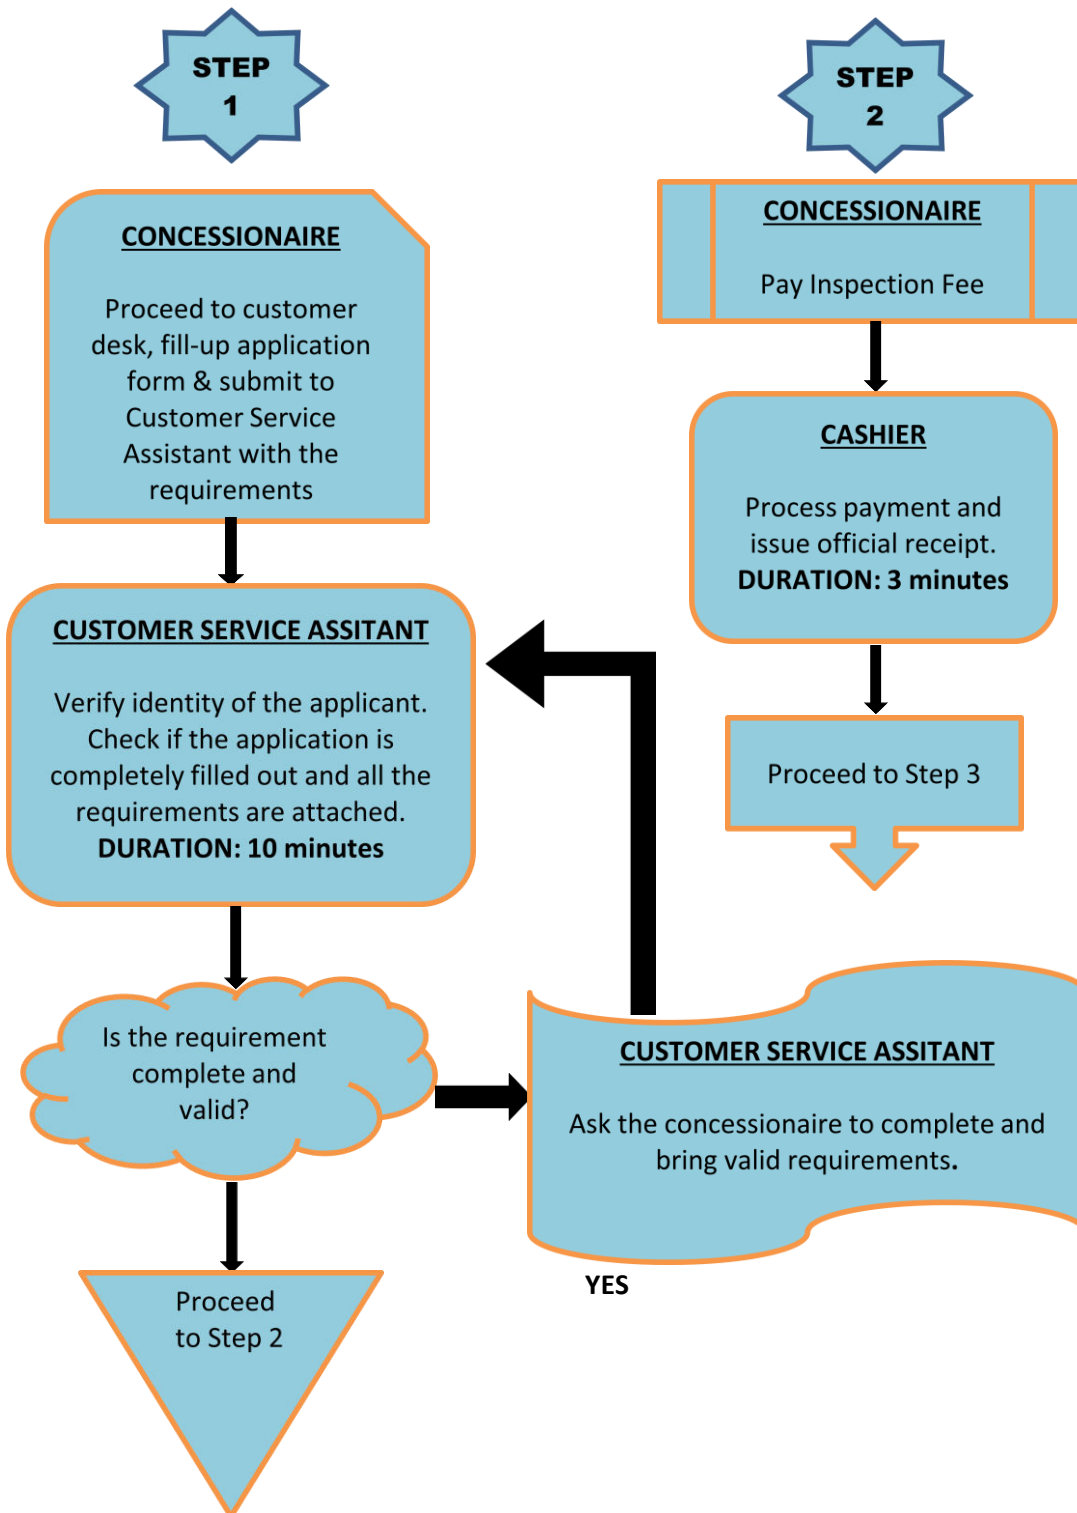 STEP
1
CONCESSIONAIRE
Proceed to customer
desk, fill-up application
form & submit to
Customer Service
Assistant with the
requirements
CUSTOMER SERVICE ASSITANT
Verify identity of the applicant.
Check if the application is
completely filled out and all the
requirements are attached.
DURATION: 10 minutes
Is the requirement
complete and
valid?
CUSTOMER SERVICE ASSITANT
Ask the concessionaire to complete and
bring valid requirements.
YES
Proceed
to Step 2
STEP
2
CONCESSIONAIRE
Pay Inspection Fee
CASHIER
Process payment and
issue official receipt.
DURATION: 3 minutes
Proceed to Step 3